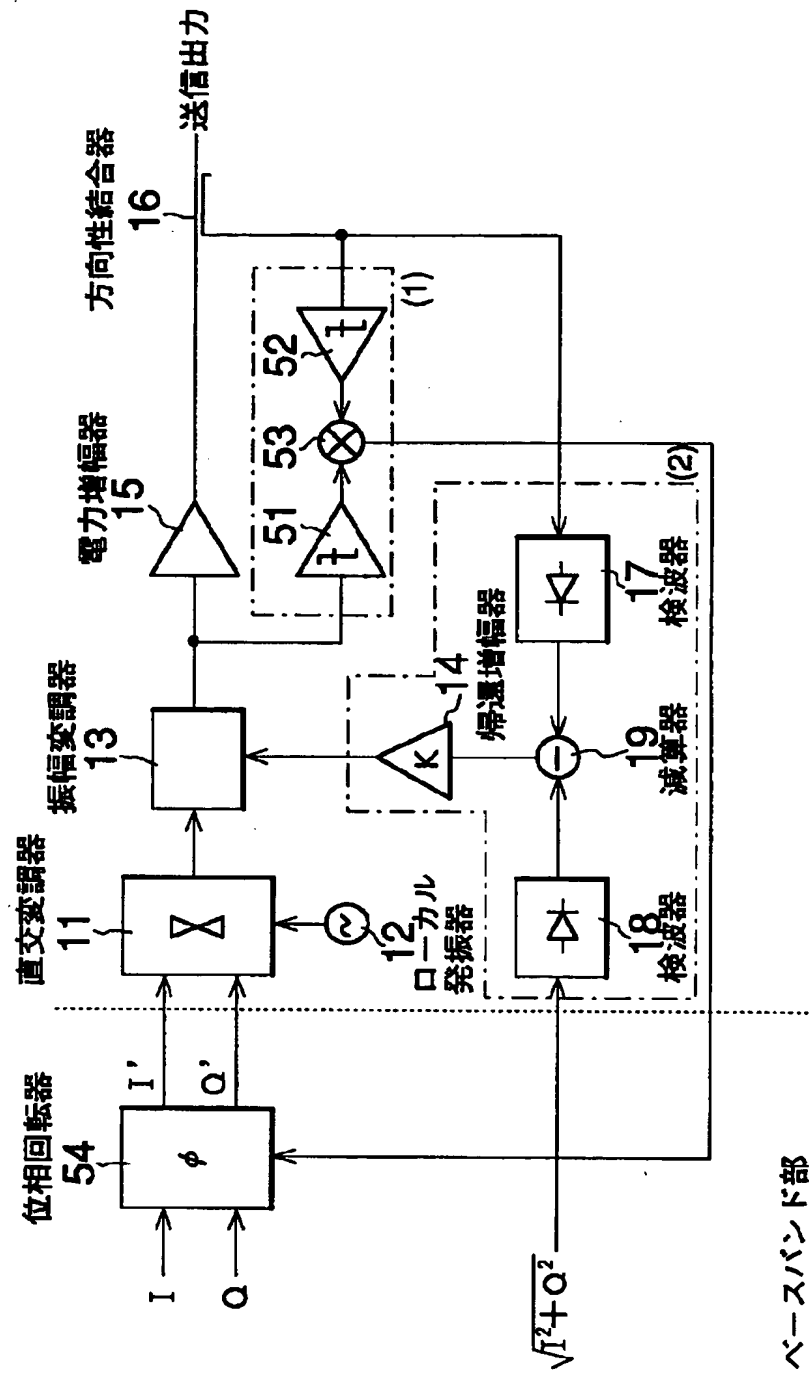 位相回転器
54
φ
I
Q
I'
Q'
直交変調器
11
12
ローカル
発振器
振幅変調器
13
電力増幅器
15
方向性結合器
16
送信出力
51
53
52
(1)
K
14
帰還増幅器
(2)
18
検波器
19
減算器
17
検波器
√I²+Q²
ベースバンド部